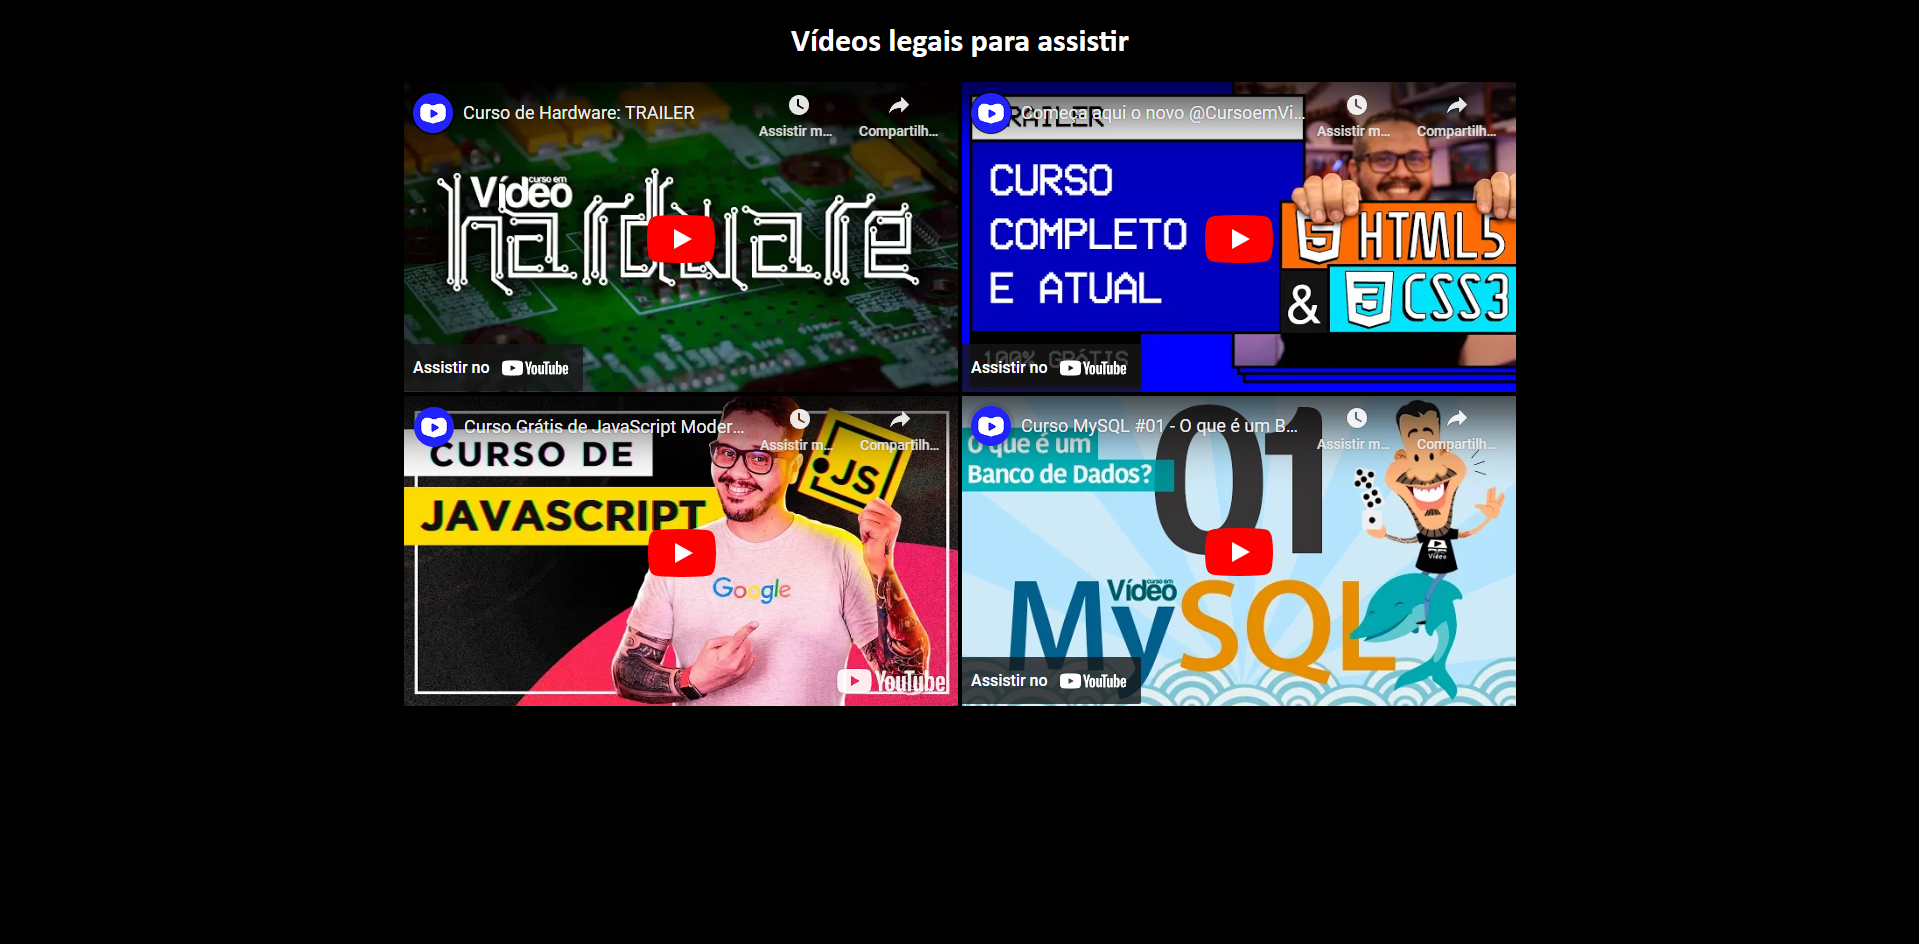 Vídeos legais para assistir
Curso de Hardware: TRAILER
Assistir m...
Compartilh...
curso em
Vídeo
hardware
Assistir no YouTube
TRAILER
Começa aqui o novo @CursoemVi...
Assistir m...
Compartilh...
CURSO
COMPLETO
E ATUAL
HTML5
& CSS3
100% GRÁTIS
Assistir no YouTube
Curso Grátis de JavaScript Moder...
Assistir m...
Compartilh...
CURSO DE
JAVASCRIPT
JS
Google
YouTube
Curso MySQL #01 - O que é um B...
Assistir m...
Compartilh...
O que é um
Banco de Dados?
01
Vídeo
curso em
Vídeo
MySQL
Assistir no YouTube